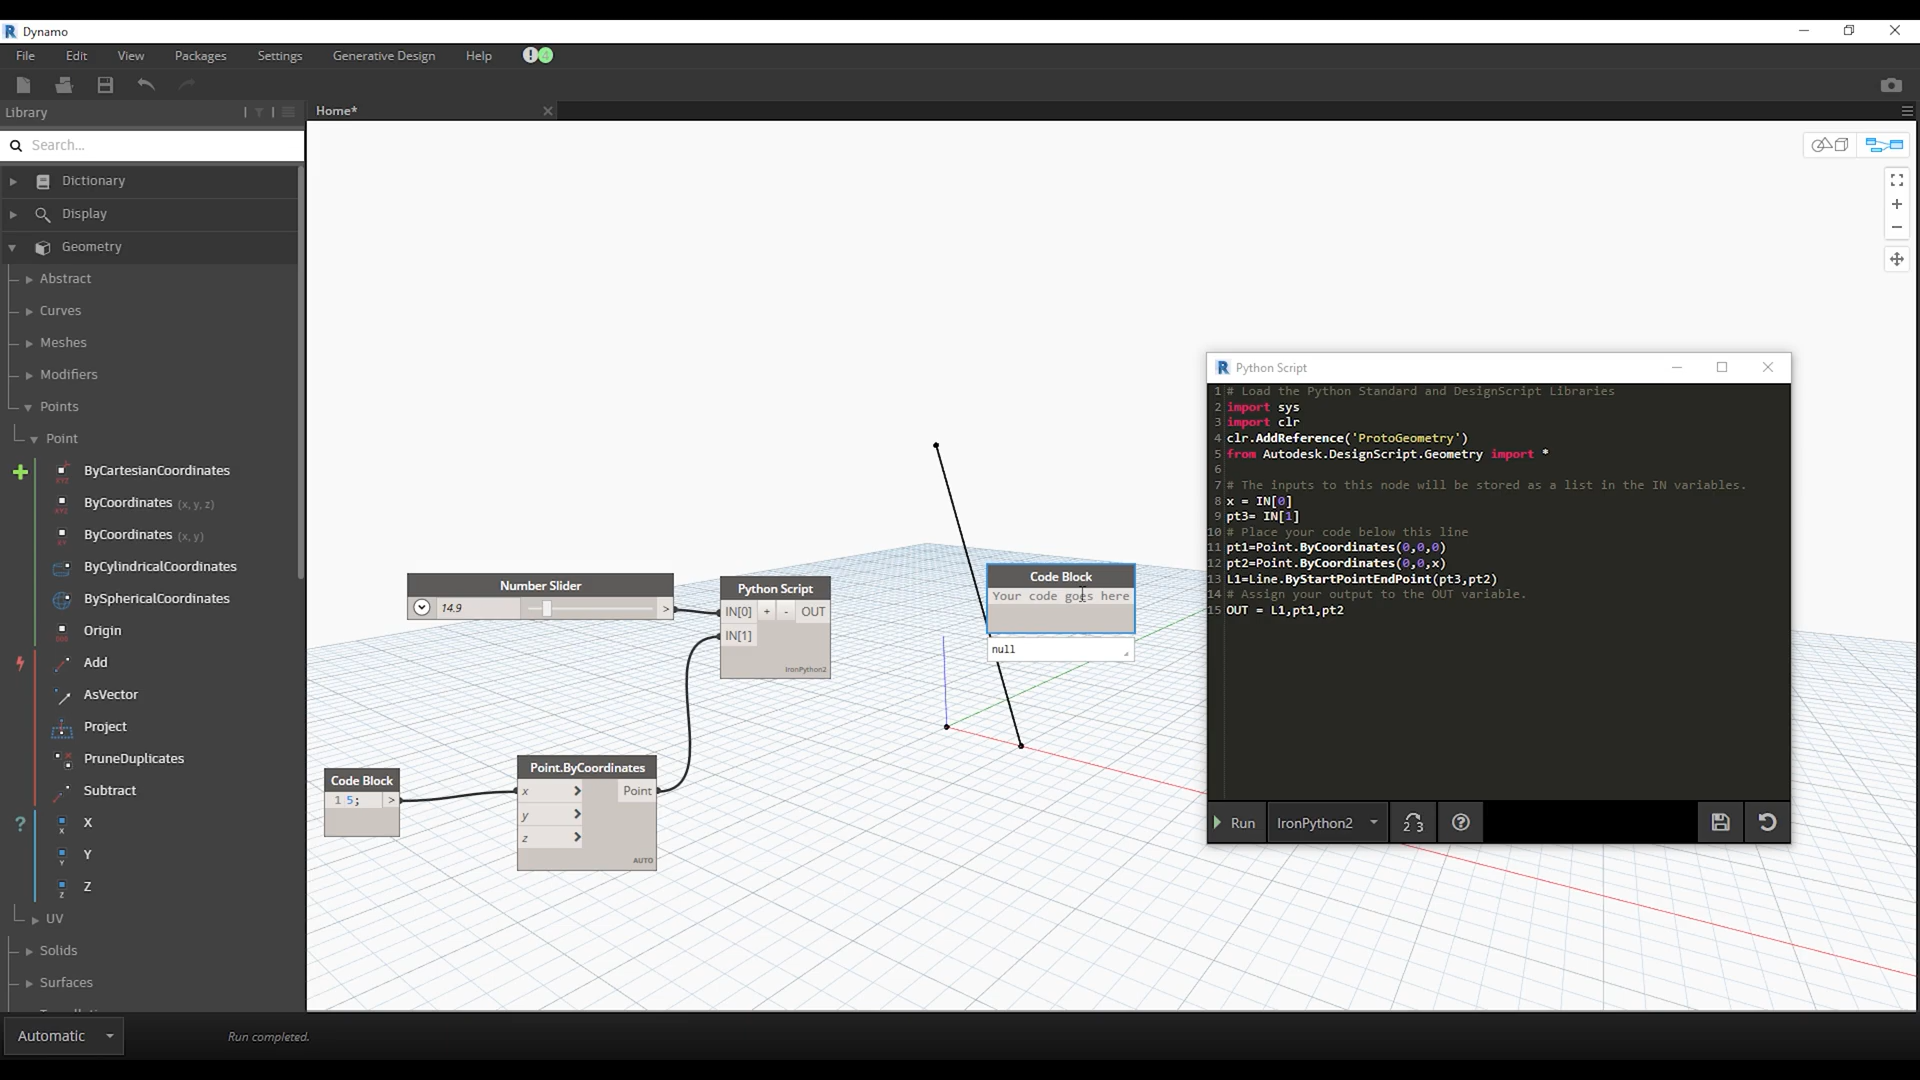 Dynamo
File Edit View Packages Settings Generative Design Help
Library
Home*
Search...
Dictionary
Display
Geometry
Abstract
Curves
Meshes
Modifiers
Points
Point
ByCartesianCoordinates
ByCoordinates (x, y, z)
ByCoordinates (x, y)
ByCylindricalCoordinates
BySphericalCoordinates
Origin
Add
AsVector
Project
PruneDuplicates
Subtract
X
Y
Z
UV
Solids
Surfaces
Number Slider
14.9 >
Python Script
IN[0] + - OUT
IN[1]
IronPython2
Code Block
1 5; >
Point.ByCoordinates
x > Point
y >
z >
AUTO
Code Block
Your code goes here
null
Python Script
1 # Load the Python Standard and DesignScript Libraries
2 import sys
3 import clr
4 clr.AddReference('ProtoGeometry')
5 from Autodesk.DesignScript.Geometry import *
6
7 # The inputs to this node will be stored as a list in the IN variables.
8 x = IN[0]
9 pt3= IN[1]
10 # Place your code below this line
11 pt1=Point.ByCoordinates(0,0,0)
12 pt2=Point.ByCoordinates(0,0,x)
13 L1=Line.ByStartPointEndPoint(pt3,pt2)
14 # Assign your output to the OUT variable.
15 OUT = L1,pt1,pt2
Run IronPython2 2 3
Automatic Run completed.